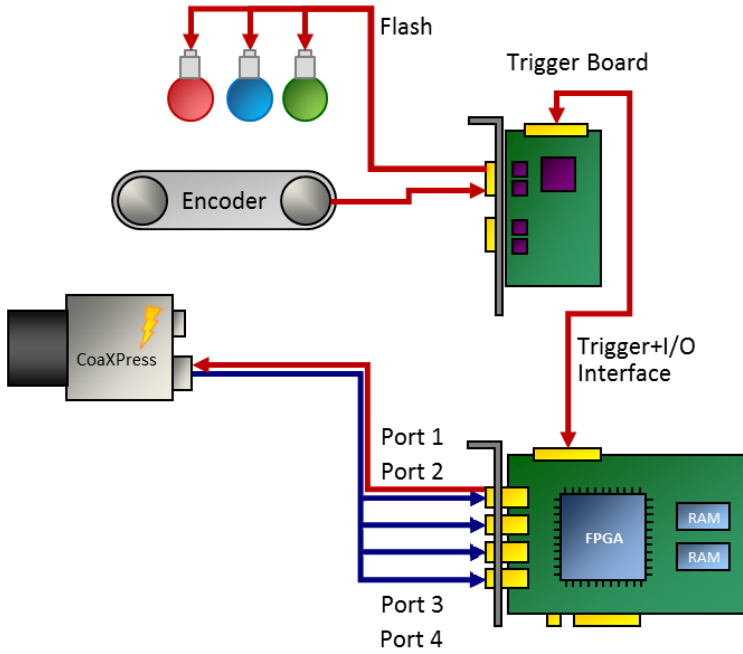 Flash
Trigger Board
Encoder
CoaXPress
Trigger+I/O
Interface
Port 1
Port 2
FPGA
RAM
RAM
Port 3
Port 4